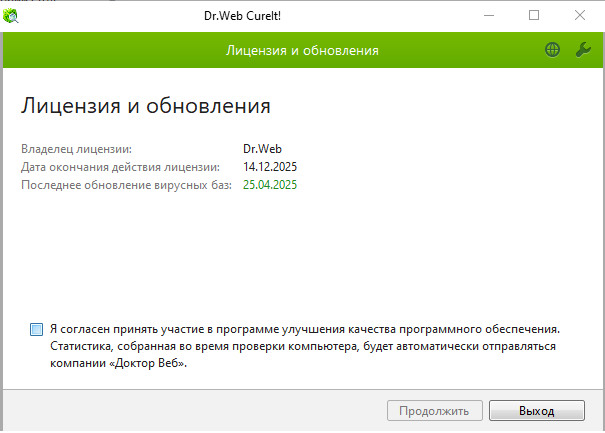 Dr.Web CureIt!
Лицензия и обновления
Лицензия и обновления
Владелец лицензии: Dr.Web
Дата окончания действия лицензии: 14.12.2025
Последнее обновление вирусных баз: 25.04.2025
Я согласен принять участие в программе улучшения качества программного обеспечения.
Статистика, собранная во время проверки компьютера, будет автоматически отправляться
компании «Доктор Веб».
Продолжить Выход